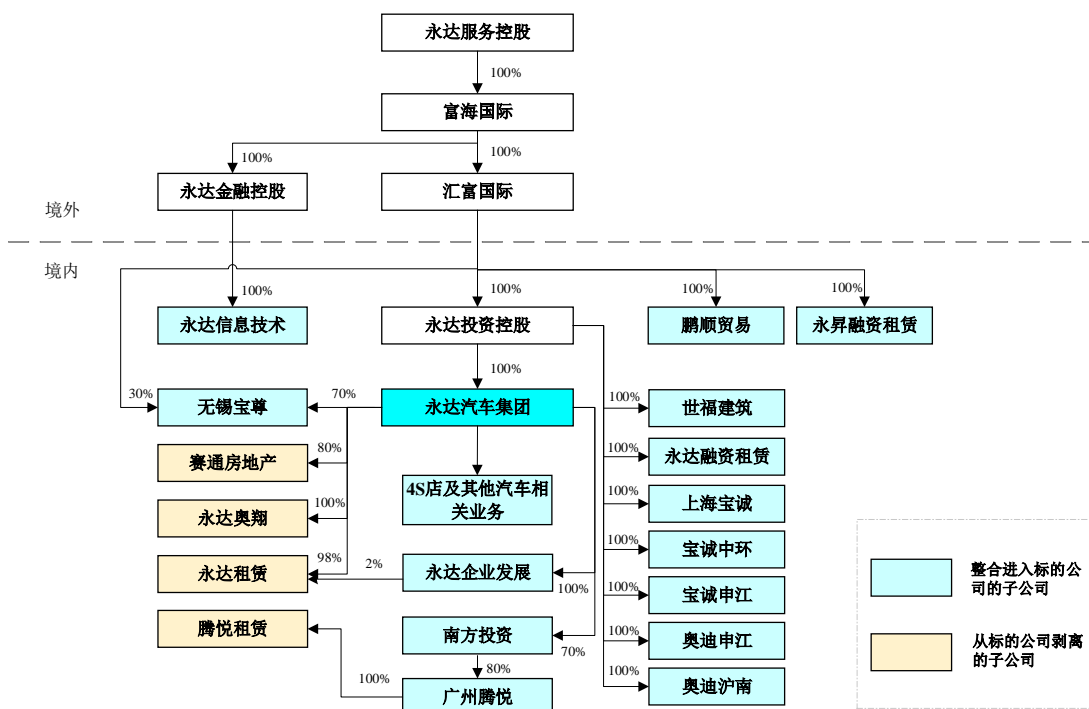 永达服务控股
100%
富海国际
100%
100%
永达金融控股
汇富国际
境外
境内
100%
100%
100%
100%
永达信息技术
永达投资控股
鹏顺贸易
永昇融资租赁
100%
30%
无锡宝尊
70%
永达汽车集团
100%
世福建筑
赛通房地产
80%
100%
永达融资租赁
4S店及其他汽车相
关业务
100%
上海宝诚
永达奥翔
100%
100%
宝诚中环
永达租赁
98%
2%
永达企业发展
100%
100%
宝诚申江
腾悦租赁
南方投资
70%
100%
奥迪申江
80%
100%
广州腾悦
100%
奥迪沪南
整合进入标的公
司的子公司
从标的公司剥离
的子公司